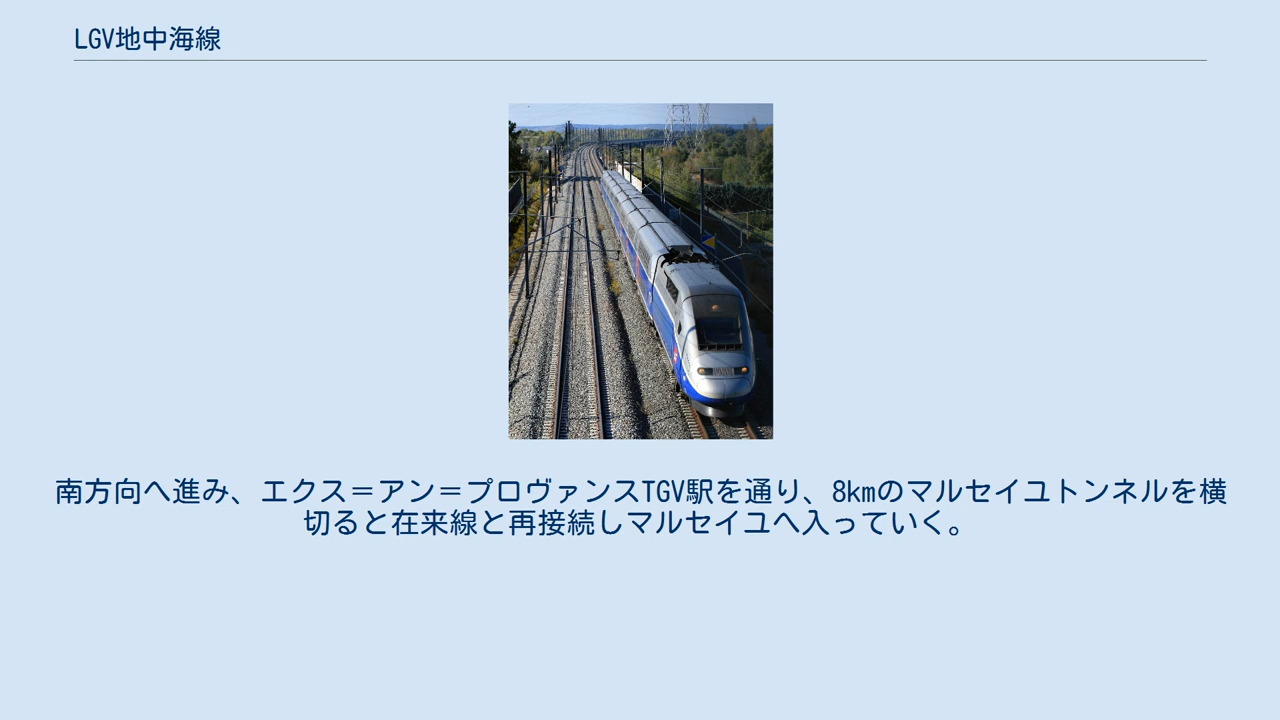 LGV地中海線
南方向へ進み、エクス＝アン＝プロヴァンスTGV駅を通り、8kmのマルセイユトンネルを横
切ると在来線と再接続しマルセイユへ入っていく。